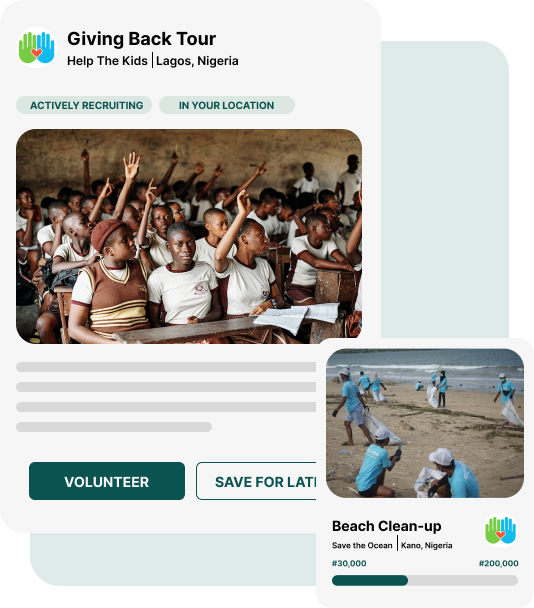 Giving Back Tour
Help The Kids | Lagos, Nigeria
ACTIVELY RECRUITING
IN YOUR LOCATION
VOLUNTEER
SAVE FOR LAT
Beach Clean-up
Save the Ocean | Kano, Nigeria
#30,000
#200,000